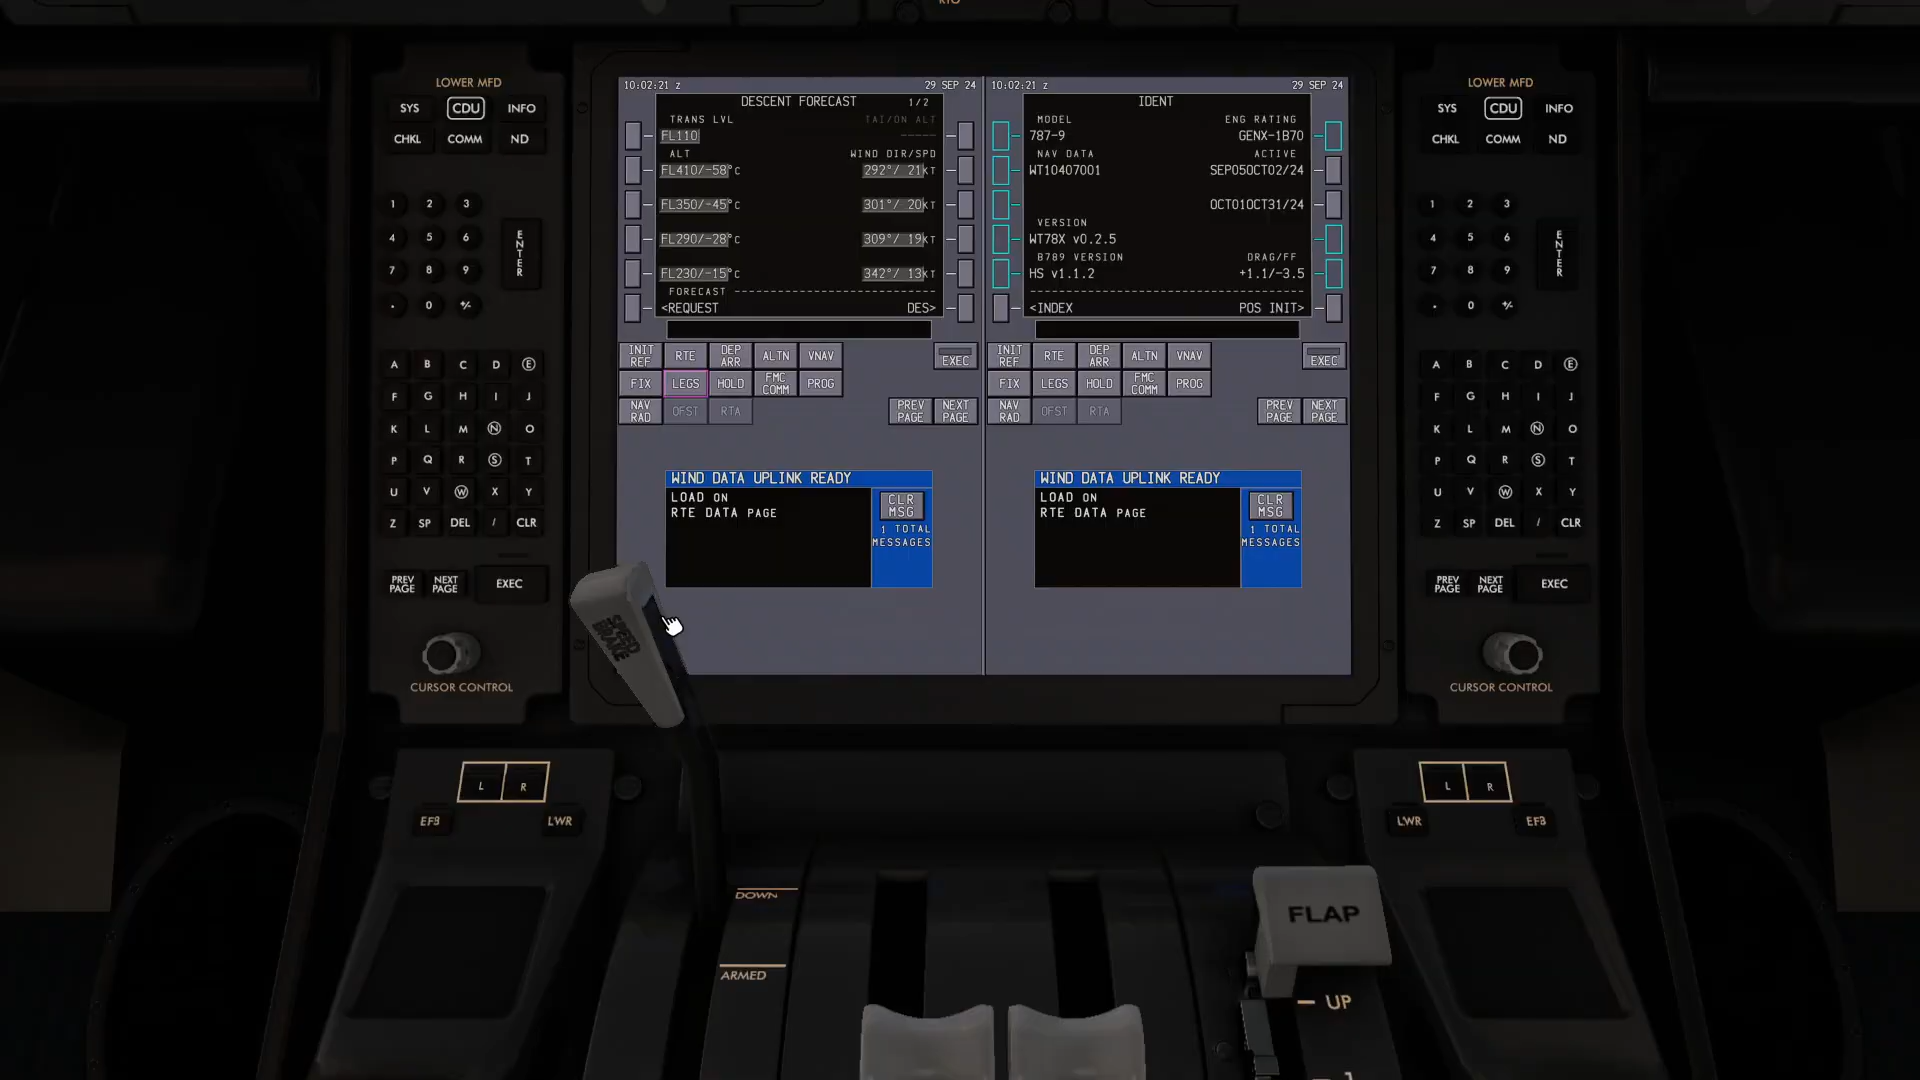 RTO
LOWER MFD
SYS CDU INFO
CHKL COMM ND
1 2 3
4 5 6
7 8 9
. 0 +/-
ENTER
A B C D E
F G H I J
K L M N O
P Q R S T
U V W X Y
Z SP DEL / CLR
PREV PAGE NEXT PAGE EXEC
CURSOR CONTROL
10:02:21 z 29 SEP 24
DESCENT FORECAST 1/2
TRANS LVL TAI/ON ALT
FL110 -----
ALT WIND DIR/SPD
FL410/-58°C 292°/ 21KT
FL350/-45°C 301°/ 20KT
FL290/-28°C 309°/ 19KT
FL230/-15°C 342°/ 13KT
FORECAST --------------------
<REQUEST DES>
INIT REF RTE DEP ARR ALTN VNAV EXEC
FIX LEGS HOLD FMC COMM PROG
NAV RAD OFST RTA PREV PAGE NEXT PAGE
WIND DATA UPLINK READY
LOAD ON
RTE DATA PAGE
CLR MSG
1 TOTAL
MESSAGES
10:02:21 z 29 SEP 24
IDENT
MODEL ENG RATING
787-9 GENX-1B70
NAV DATA ACTIVE
WT10407001 SEP05OCT02/24
OCT01OCT31/24
VERSION
WT78X v0.2.5
B789 VERSION DRAG/FF
HS v1.1.2 +1.1/-3.5
<INDEX POS INIT>
INIT REF RTE DEP ARR ALTN VNAV EXEC
FIX LEGS HOLD FMC COMM PROG
NAV RAD OFST RTA PREV PAGE NEXT PAGE
WIND DATA UPLINK READY
LOAD ON
RTE DATA PAGE
CLR MSG
1 TOTAL
MESSAGES
LOWER MFD
SYS CDU INFO
CHKL COMM ND
1 2 3
4 5 6
7 8 9
. 0 +/-
ENTER
A B C D E
F G H I J
K L M N O
P Q R S T
U V W X Y
Z SP DEL / CLR
PREV PAGE NEXT PAGE EXEC
CURSOR CONTROL
SPEED BRAKE
L R
EFB LWR
L R
LWR EFB
DOWN
ARMED
FLAP
UP